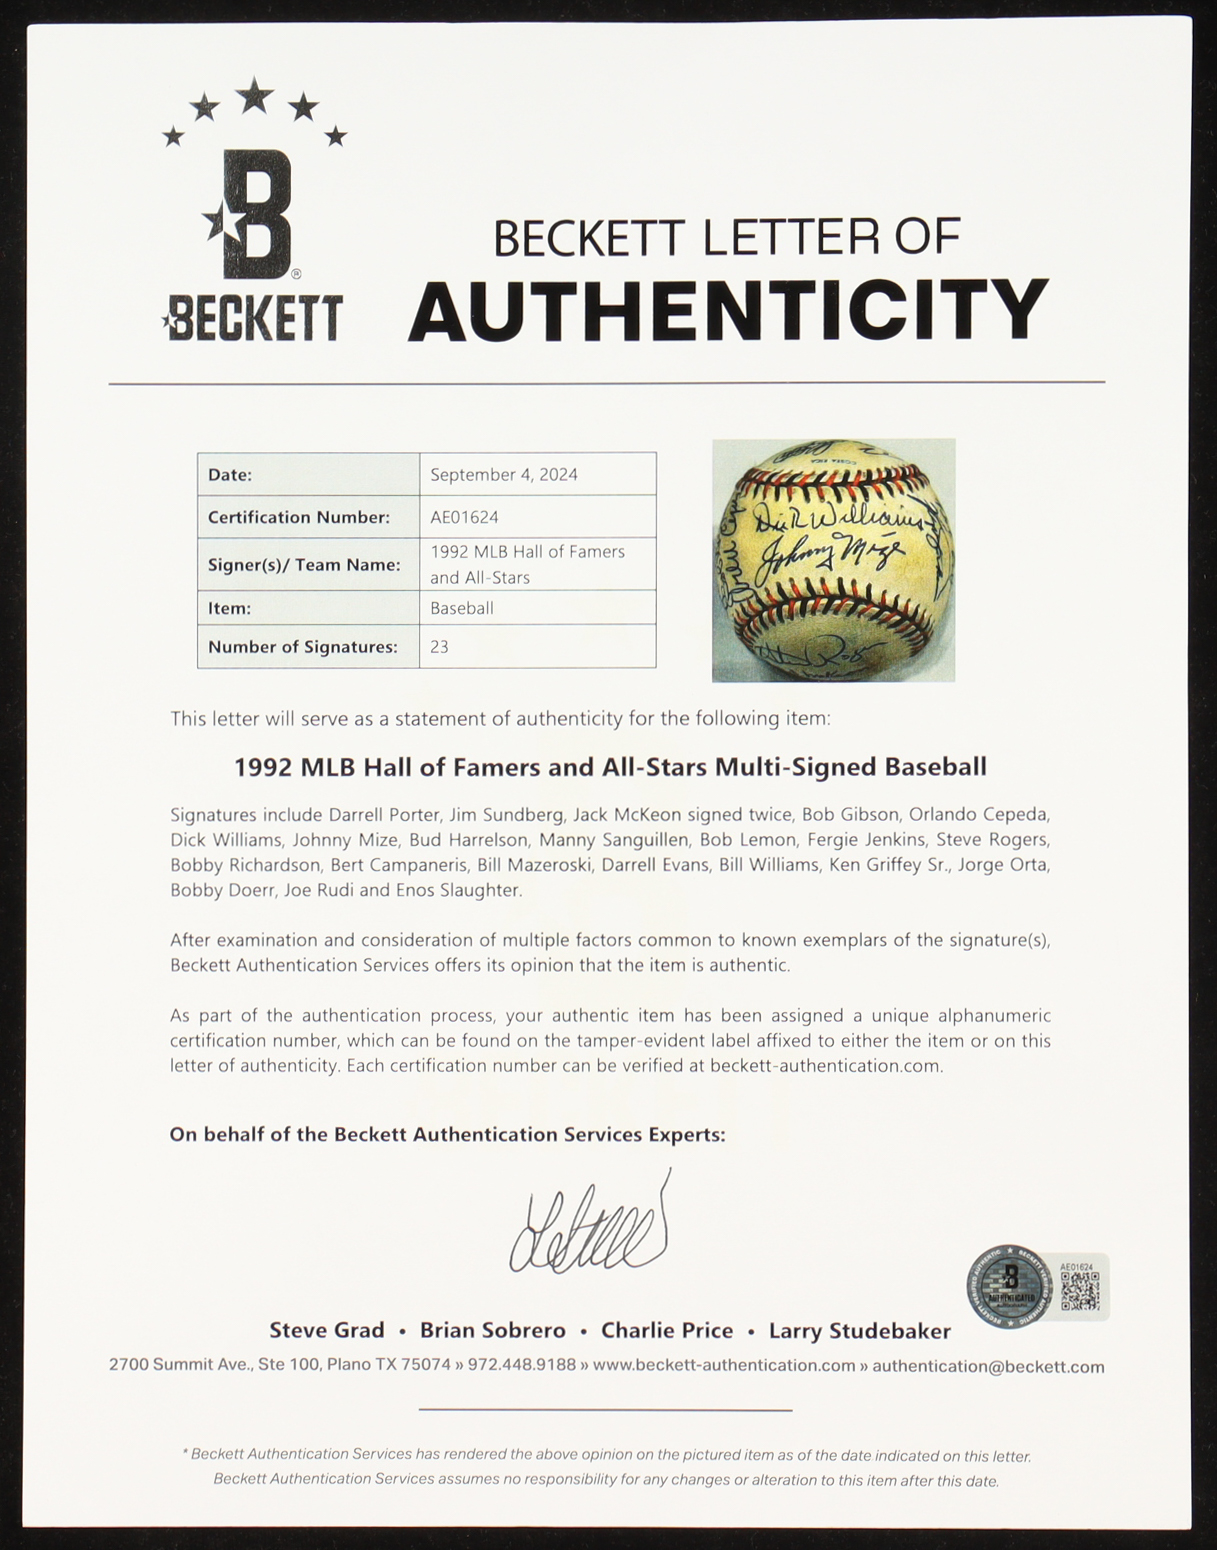 B®
BECKETT
BECKETT LETTER OF
AUTHENTICITY
Date: September 4, 2024
Certification Number: AE01624
Signer(s)/ Team Name: 1992 MLB Hall of Famers
and All-Stars
Item: Baseball
Number of Signatures: 23
Dick Williams
Johnny Mize
This letter will serve as a statement of authenticity for the following item:
1992 MLB Hall of Famers and All-Stars Multi-Signed Baseball
Signatures include Darrell Porter, Jim Sundberg, Jack McKeon signed twice, Bob Gibson, Orlando Cepeda,
Dick Williams, Johnny Mize, Bud Harrelson, Manny Sanguillen, Bob Lemon, Fergie Jenkins, Steve Rogers,
Bobby Richardson, Bert Campaneris, Bill Mazeroski, Darrell Evans, Bill Williams, Ken Griffey Sr., Jorge Orta,
Bobby Doerr, Joe Rudi and Enos Slaughter.
After examination and consideration of multiple factors common to known exemplars of the signature(s),
Beckett Authentication Services offers its opinion that the item is authentic.
As part of the authentication process, your authentic item has been assigned a unique alphanumeric
certification number, which can be found on the tamper-evident label affixed to either the item or on this
letter of authenticity. Each certification number can be verified at beckett-authentication.com.
On behalf of the Beckett Authentication Services Experts:
B
AUTHENTICATED
AE01624
Steve Grad • Brian Sobrero • Charlie Price • Larry Studebaker
2700 Summit Ave., Ste 100, Plano TX 75074 » 972.448.9188 » www.beckett-authentication.com » authentication@beckett.com
* Beckett Authentication Services has rendered the above opinion on the pictured item as of the date indicated on this letter.
Beckett Authentication Services assumes no responsibility for any changes or alteration to this item after this date.